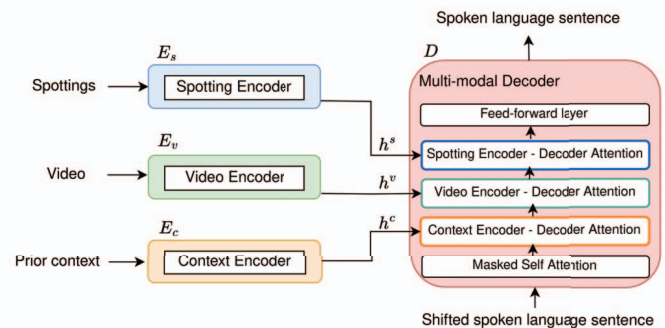 Spoken language sentence
E_s
D
Spottings
Spotting Encoder
Multi-modal Decoder
Feed-forward layer
h^s
Spotting Encoder - Decoder Attention
E_v
Video
Video Encoder
h^v
Video Encoder - Decoder Attention
E_c
h^c
Context Encoder - Decoder Attention
Prior context
Context Encoder
Masked Self Attention
Shifted spoken language sentence